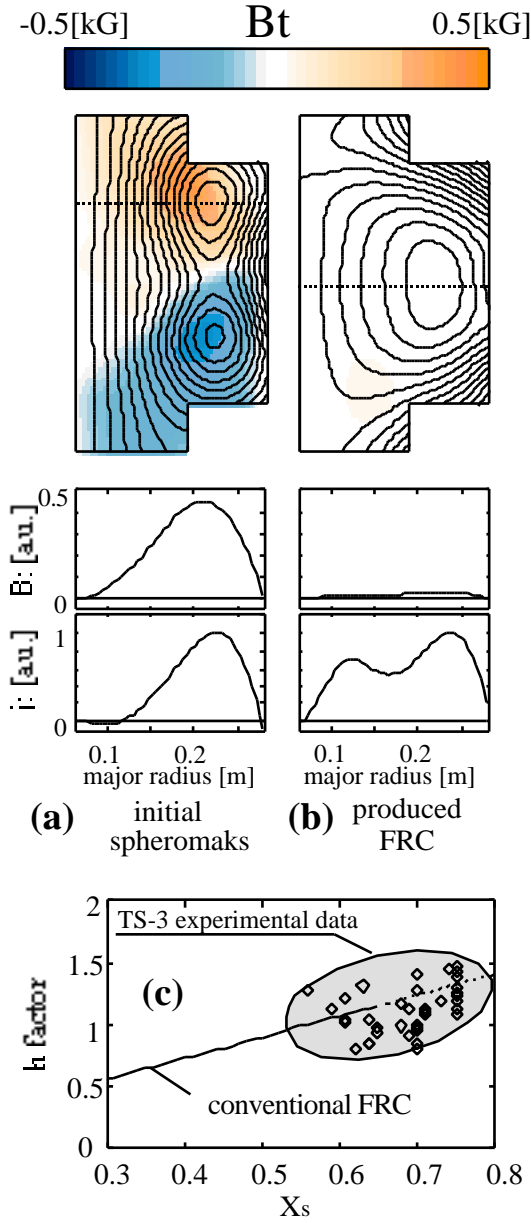 -0.5[kG] Bt 0.5[kG]
0.5
0
B: [au.]
1
0
i: [au.]
0.1 0.2 0.1 0.2
major radius [m] major radius [m]
(a) initial spheromaks
(b) produced FRC
2
1.5
1
0.5
0
factor
TS-3 experimental data
(c)
conventional FRC
0.3 0.4 0.5 0.6 0.7 0.8
Xs